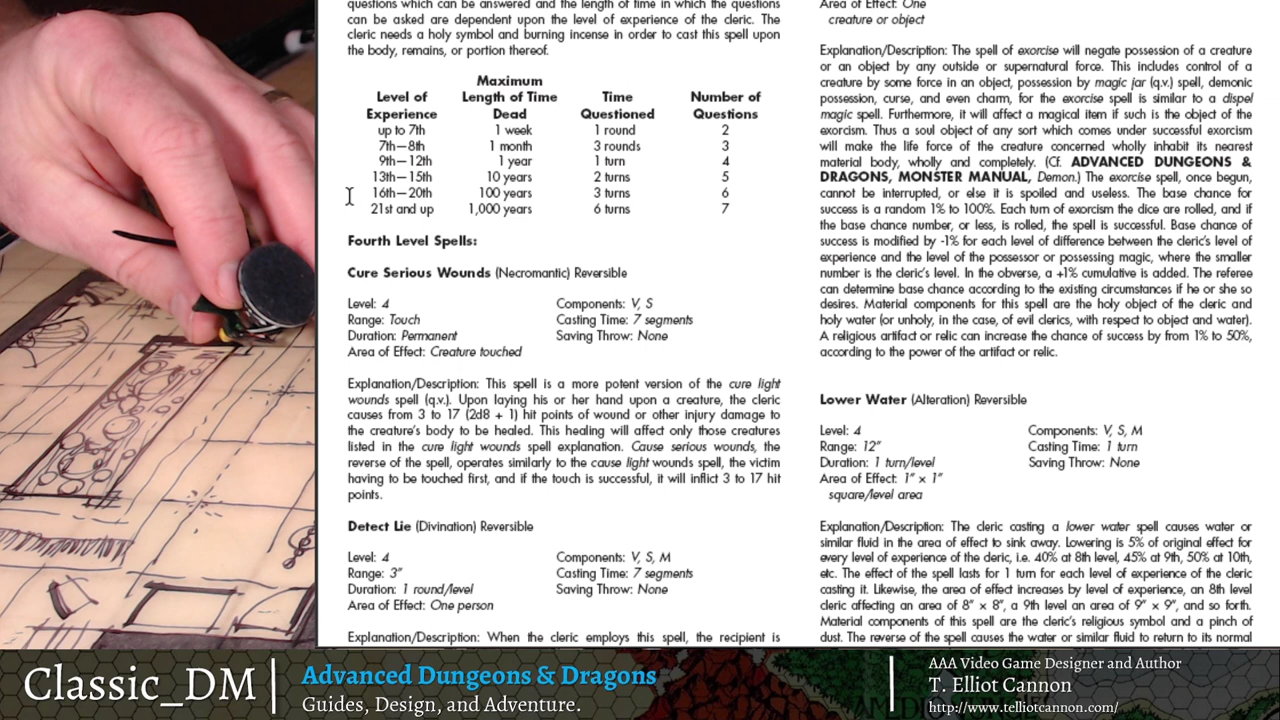 questions which can be answered and the length of time in which the questions
can be asked are dependent upon the level of experience of the cleric. The
cleric needs a holy symbol and burning incense in order to cast this spell upon
the body, remains, or portion thereof.
Maximum
Level of Length of Time Time Number of
Experience Dead Questioned Questions
up to 7th 1 week 1 round 2
7th—8th 1 month 3 rounds 3
9th—12th 1 year 1 turn 4
13th—15th 10 years 2 turns 5
16th—20th 100 years 3 turns 6
21st and up 1,000 years 6 turns 7
Fourth Level Spells:
Cure Serious Wounds (Necromantic) Reversible
Level: 4 Components: V, S
Range: Touch Casting Time: 7 segments
Duration: Permanent Saving Throw: None
Area of Effect: Creature touched
Explanation/Description: This spell is a more potent version of the cure light
wounds spell (q.v.). Upon laying his or her hand upon a creature, the cleric
causes from 3 to 17 (2d8 + 1) hit points of wound or other injury damage to
the creature's body to be healed. This healing will affect only those creatures
listed in the cure light wounds spell explanation. Cause serious wounds, the
reverse of the spell, operates similarly to the cause light wounds spell, the victim
having to be touched first, and if the touch is successful, it will inflict 3 to 17 hit
points.
Detect Lie (Divination) Reversible
Level: 4 Components: V, S, M
Range: 3" Casting Time: 7 segments
Duration: 1 round/level Saving Throw: None
Area of Effect: One person
Explanation/Description: When the cleric employs this spell, the recipient is
Area of Effect: One
creature or object
Explanation/Description: The spell of exorcise will negate possession of a creature
or an object by any outside or supernatural force. This includes control of a
creature by some force in an object, possession by magic jar (q.v.) spell, demonic
possession, curse, and even charm, for the exorcise spell is similar to a dispel
magic spell. Furthermore, it will affect a magical item if such is the object of the
exorcism. Thus a soul object of any sort which comes under successful exorcism
will make the life force of the creature concerned wholly inhabit its nearest
material body, wholly and completely. (Cf. ADVANCED DUNGEONS &
DRAGONS, MONSTER MANUAL, Demon.) The exorcise spell, once begun,
cannot be interrupted, or else it is spoiled and useless. The base chance for
success is a random 1% to 100%. Each turn of exorcism the dice are rolled, and if
the base chance number, or less, is rolled, the spell is successful. Base chance of
success is modified by -1% for each level of difference between the cleric's level of
experience and the level of the possessor or possessing magic, where the smaller
number is the cleric's level. In the obverse, a +1% cumulative is added. The referee
can determine base chance according to the existing circumstances if he or she so
desires. Material components for this spell are the holy object of the cleric and
holy water (or unholy, in the case, of evil clerics, with respect to object and water).
A religious artifact or relic can increase the chance of success by from 1% to 50%,
according to the power of the artifact or relic.
Lower Water (Alteration) Reversible
Level: 4 Components: V, S, M
Range: 12" Casting Time: 1 turn
Duration: 1 turn/level Saving Throw: None
Area of Effect: 1" × 1"
square/level area
Explanation/Description: The cleric casting a lower water spell causes water or
similar fluid in the area of effect to sink away. Lowering is 5% of original effect for
every level of experience of the cleric, i.e. 40% at 8th level, 45% at 9th, 50% at 10th,
etc. The effect of the spell lasts for 1 turn for each level of experience of the cleric
casting it. Likewise, the area of effect increases by level of experience, an 8th level
cleric affecting an area of 8" × 8", a 9th level an area of 9" × 9", and so forth.
Material components of this spell are the cleric's religious symbol and a pinch of
dust. The reverse of the spell causes the water or similar fluid to return to its normal
Classic_DM
Advanced Dungeons & Dragons
Guides, Design, and Adventure.
AAA Video Game Designer and Author
T. Elliot Cannon
http://www.telliotcannon.com/